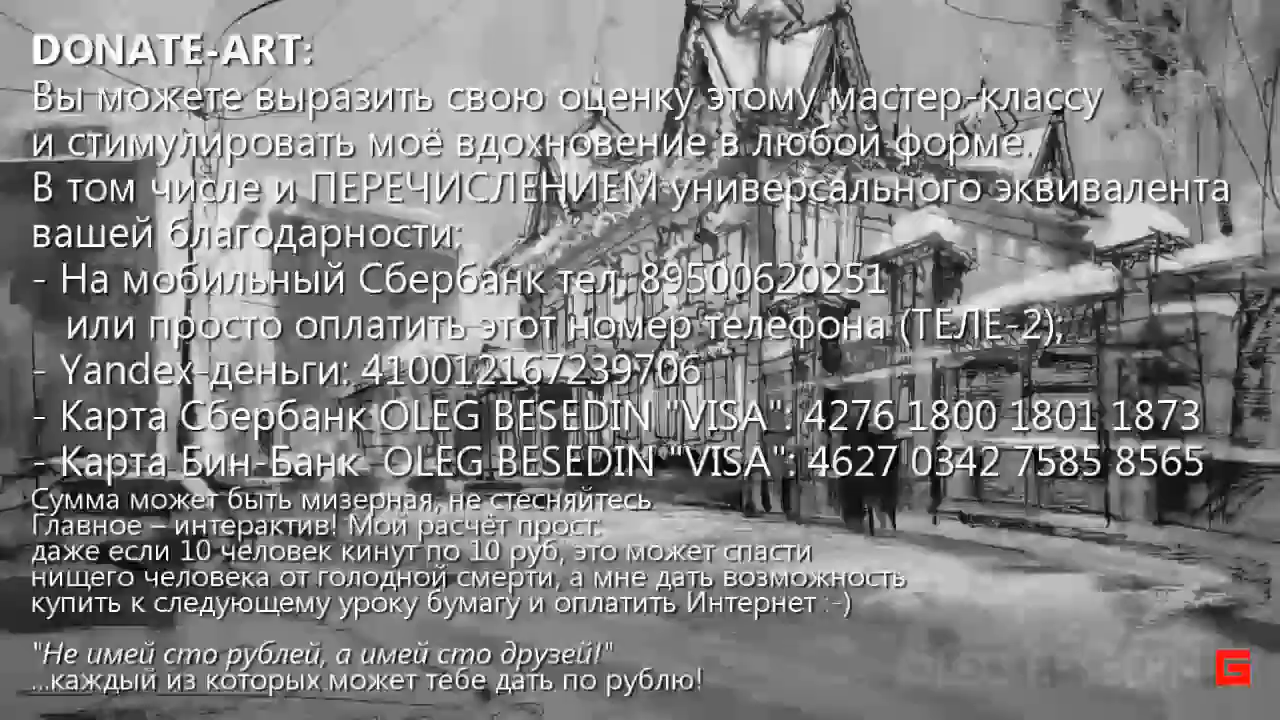 DONATE-ART:
Вы можете выразить свою оценку этому мастер-классу
и стимулировать моё вдохновение в любой форме.
В том числе и ПЕРЕЧИСЛЕНИЕМ универсального эквивалента
вашей благодарности:
- На мобильный Сбербанк тел. 89500620251
или просто оплатить этот номер телефона (ТЕЛЕ-2);
- Yandex-деньги: 410012167239706
- Карта Сбербанк OLEG BESEDIN "VISA": 4276 1800 1801 1873
- Карта Бин-Банк OLEG BESEDIN "VISA": 4627 0342 7585 8565
Сумма может быть мизерная, не стесняйтесь.
Главное – интерактив! Мой расчёт прост:
даже если 10 человек кинут по 10 руб, это может спасти
нищего человека от голодной смерти, а мне дать возможность
купить к следующему уроку бумагу и оплатить Интернет :-)
"Не имей сто рублей, а имей сто друзей!"
...каждый из которых может тебе дать по рублю!